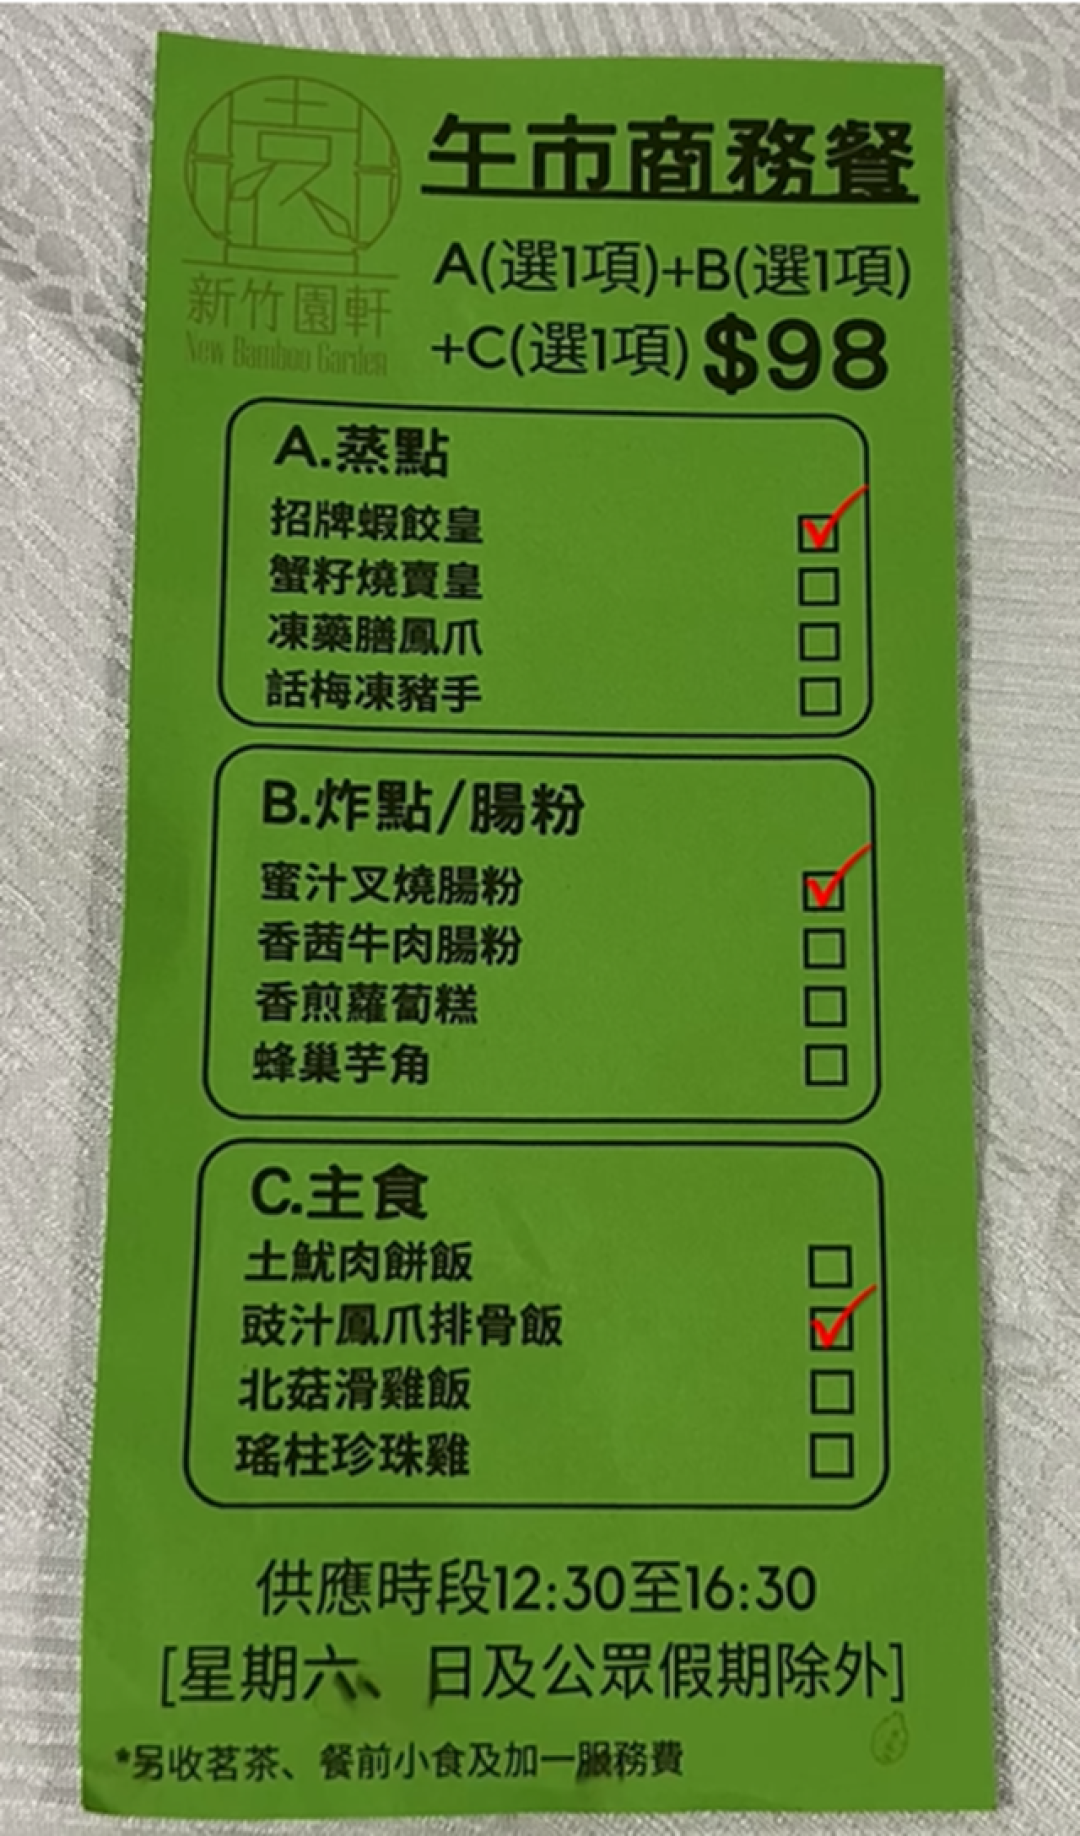 園
新竹園軒
New Bamboo Garden
午市商務餐
A(選1項)+B(選1項)
+C(選1項)$98
A.蒸點
招牌蝦餃皇
蟹籽燒賣皇
凍藥膳鳳爪
話梅凍豬手
B.炸點/腸粉
蜜汁叉燒腸粉
香茜牛肉腸粉
香煎蘿蔔糕
蜂巢芋角
C.主食
土魷肉餅飯
豉汁鳳爪排骨飯
北菇滑雞飯
瑤柱珍珠雞
供應時段12:30至16:30
[星期六、日及公眾假期除外]
*另收茗茶、餐前小食及加一服務費